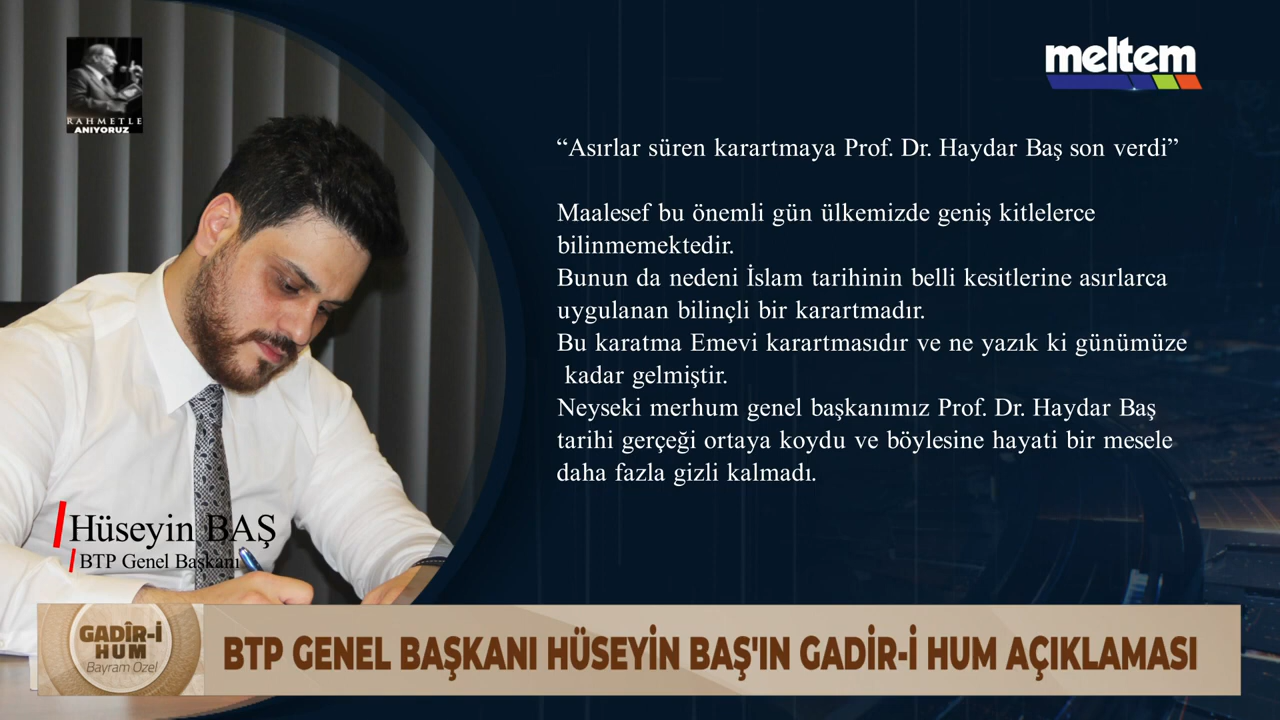 RAHMETLE
ANIYORUZ
meltem
“Asırlar süren karartmaya Prof. Dr. Haydar Baş son verdi”
Maalesef bu önemli gün ülkemizde geniş kitlelerce
bilinmemektedir.
Bunun da nedeni İslam tarihinin belli kesitlerine asırlarca
uygulanan bilinçli bir karartmadır.
Bu karatma Emevi karartmasıdır ve ne yazık ki günümüze
kadar gelmiştir.
Neyseki merhum genel başkanımız Prof. Dr. Haydar Baş
tarihi gerçeği ortaya koydu ve böylesine hayati bir mesele
daha fazla gizli kalmadı.
Hüseyin BAŞ
BTP Genel Başkanı
GADÎR-İ
HUM
Bayram Özel
BTP GENEL BAŞKANI HÜSEYİN BAŞ'IN GADİR-İ HUM AÇIKLAMASI